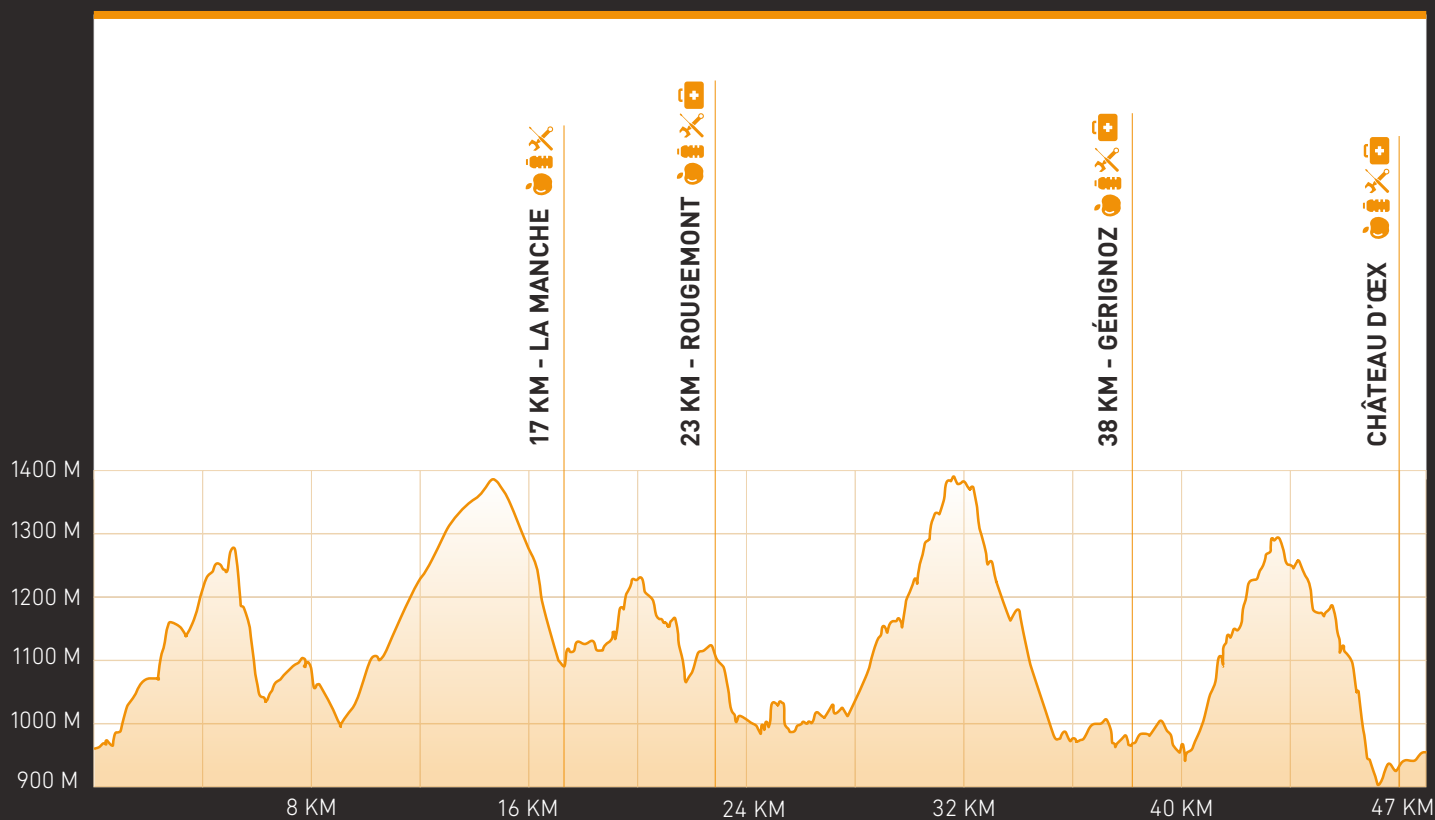 17 KM - LA MANCHE
23 KM - ROUGEMONT
38 KM - GÉRIGNOZ
CHÂTEAU D'ŒX
1400 M
1300 M
1200 M
1100 M
1000 M
900 M
8 KM
16 KM
24 KM
32 KM
40 KM
47 KM